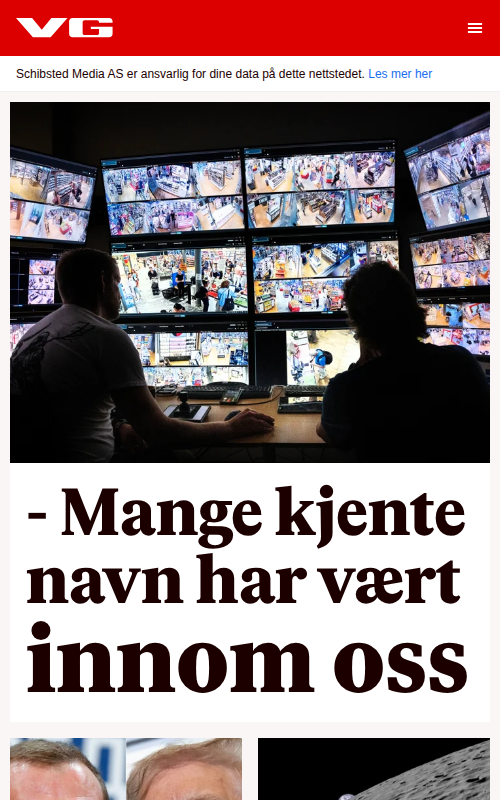 VG
Schibsted Media AS er ansvarlig for dine data på dette nettstedet. Les mer her
- Mange kjente
navn har vært
innom oss